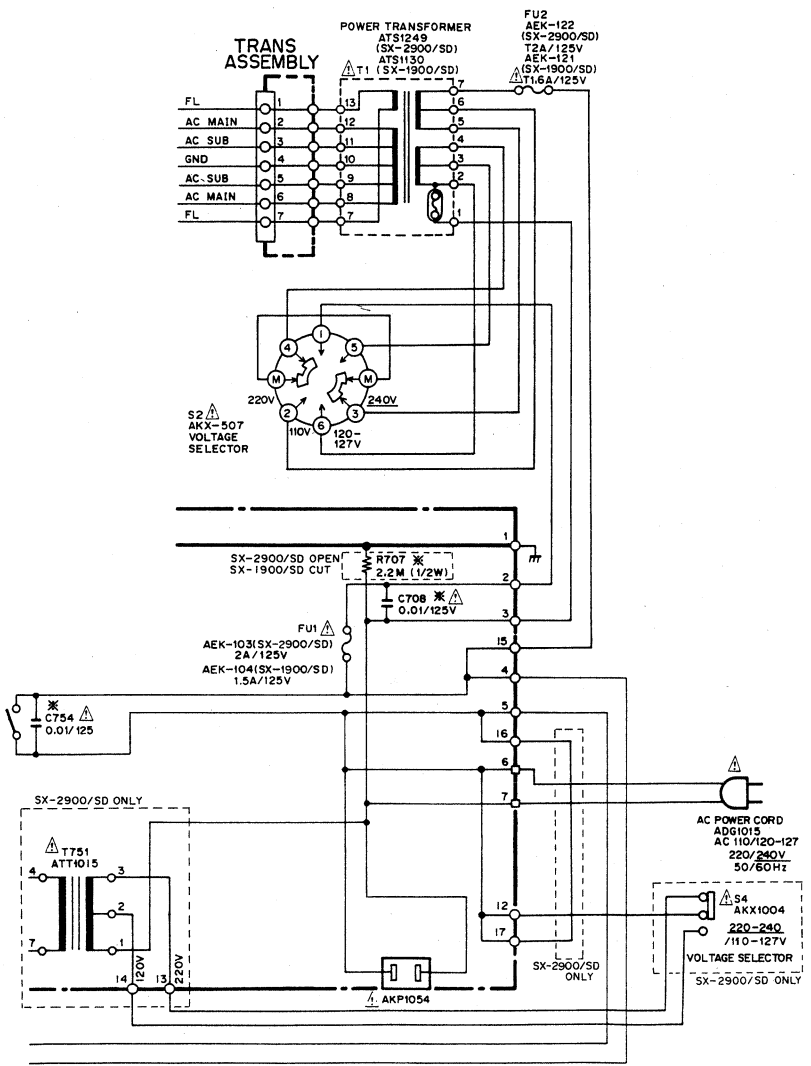 POWER TRANSFORMER
ATS1249
(SX-2900/SD)
ATS1130
T1 (SX-1900/SD)
FU2
AEK-122
(SX-2900/SD)
T2A/125V
AEK-121
(SX-1900/SD)
T1.6A/125V
TRANS
ASSEMBLY
FL 1 13
AC MAIN 2 12
AC SUB 3 11
GND 4 10
AC SUB 5 9
AC MAIN 6 8
FL 7 7
7
6
5
4
3
2
1
1
4 5
M M
220V 240V
2 3
110V 6 120-
127V
S2
AKX-507
VOLTAGE
SELECTOR
1
SX-2900/SD OPEN
SX-1900/SD CUT
R707 ※
2.2M (1/2W)
2
C708 ※
0.01/125V
3
FU1
AEK-103(SX-2900/SD)
2A/125V
AEK-104(SX-1900/SD)
1.5A/125V
15
4
※
C754
0.01/125
5
16
6
7
AC POWER CORD
ADG1015
AC 110/120-127
220/240V
50/60Hz
SX-2900/SD ONLY
T751
ATT1015
4 3
2
7 1
14 120V
13 220V
12
17
AKP1054
SX-2900/SD
ONLY
S4
AKX1004
220-240
/110-127V
VOLTAGE SELECTOR
SX-2900/SD ONLY